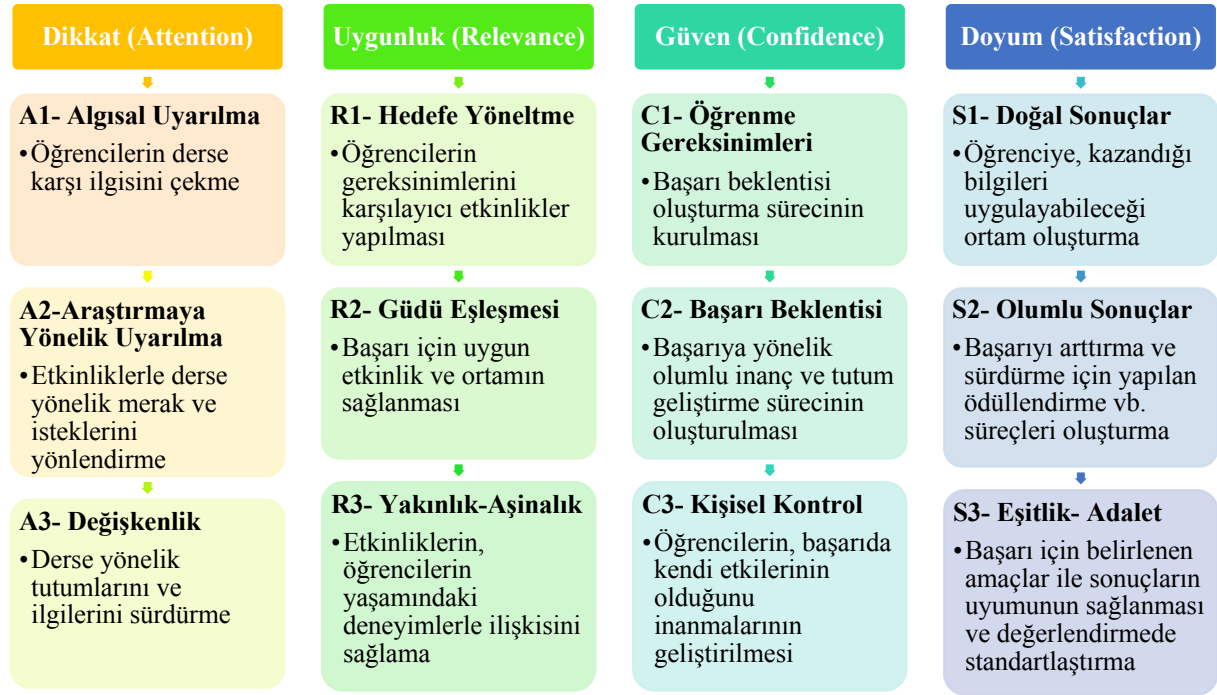 Dikkat (Attention)
A1- Algısal Uyarılma
•Öğrencilerin derse
karşı ilgisini çekme
A2-Araştırmaya
Yönelik Uyarılma
•Etkinliklerle derse
yönelik merak ve
isteklerini
yönlendirme
A3- Değişkenlik
•Derse yönelik
tutumlarını ve
ilgilerini sürdürme
Uygunluk (Relevance)
R1- Hedefe Yöneltme
•Öğrencilerin
gereksinimlerini
karşılayıcı etkinlikler
yapılması
R2- Güdü Eşleşmesi
•Başarı için uygun
etkinlik ve ortamın
sağlanması
R3- Yakınlık-Aşinalık
•Etkinliklerin,
öğrencilerin
yaşamındaki
deneyimlerle ilişkisini
sağlama
Güven (Confidence)
C1- Öğrenme
Gereksinimleri
•Başarı beklentisi
oluşturma sürecinin
kurulması
C2- Başarı Beklentisi
•Başarıya yönelik
olumlu inanç ve tutum
geliştirme sürecinin
oluşturulması
C3- Kişisel Kontrol
•Öğrencilerin, başarıda
kendi etkilerinin
olduğunu
inanmalarının
geliştirilmesi
Doyum (Satisfaction)
S1- Doğal Sonuçlar
•Öğrenciye, kazandığı
bilgileri
uygulayabileceği
ortam oluşturma
S2- Olumlu Sonuçlar
•Başarıyı arttırma ve
sürdürme için yapılan
ödüllendirme vb.
süreçleri oluşturma
S3- Eşitlik- Adalet
•Başarı için belirlenen
amaçlar ile sonuçların
uyumunun sağlanması
ve değerlendirmede
standartlaştırma